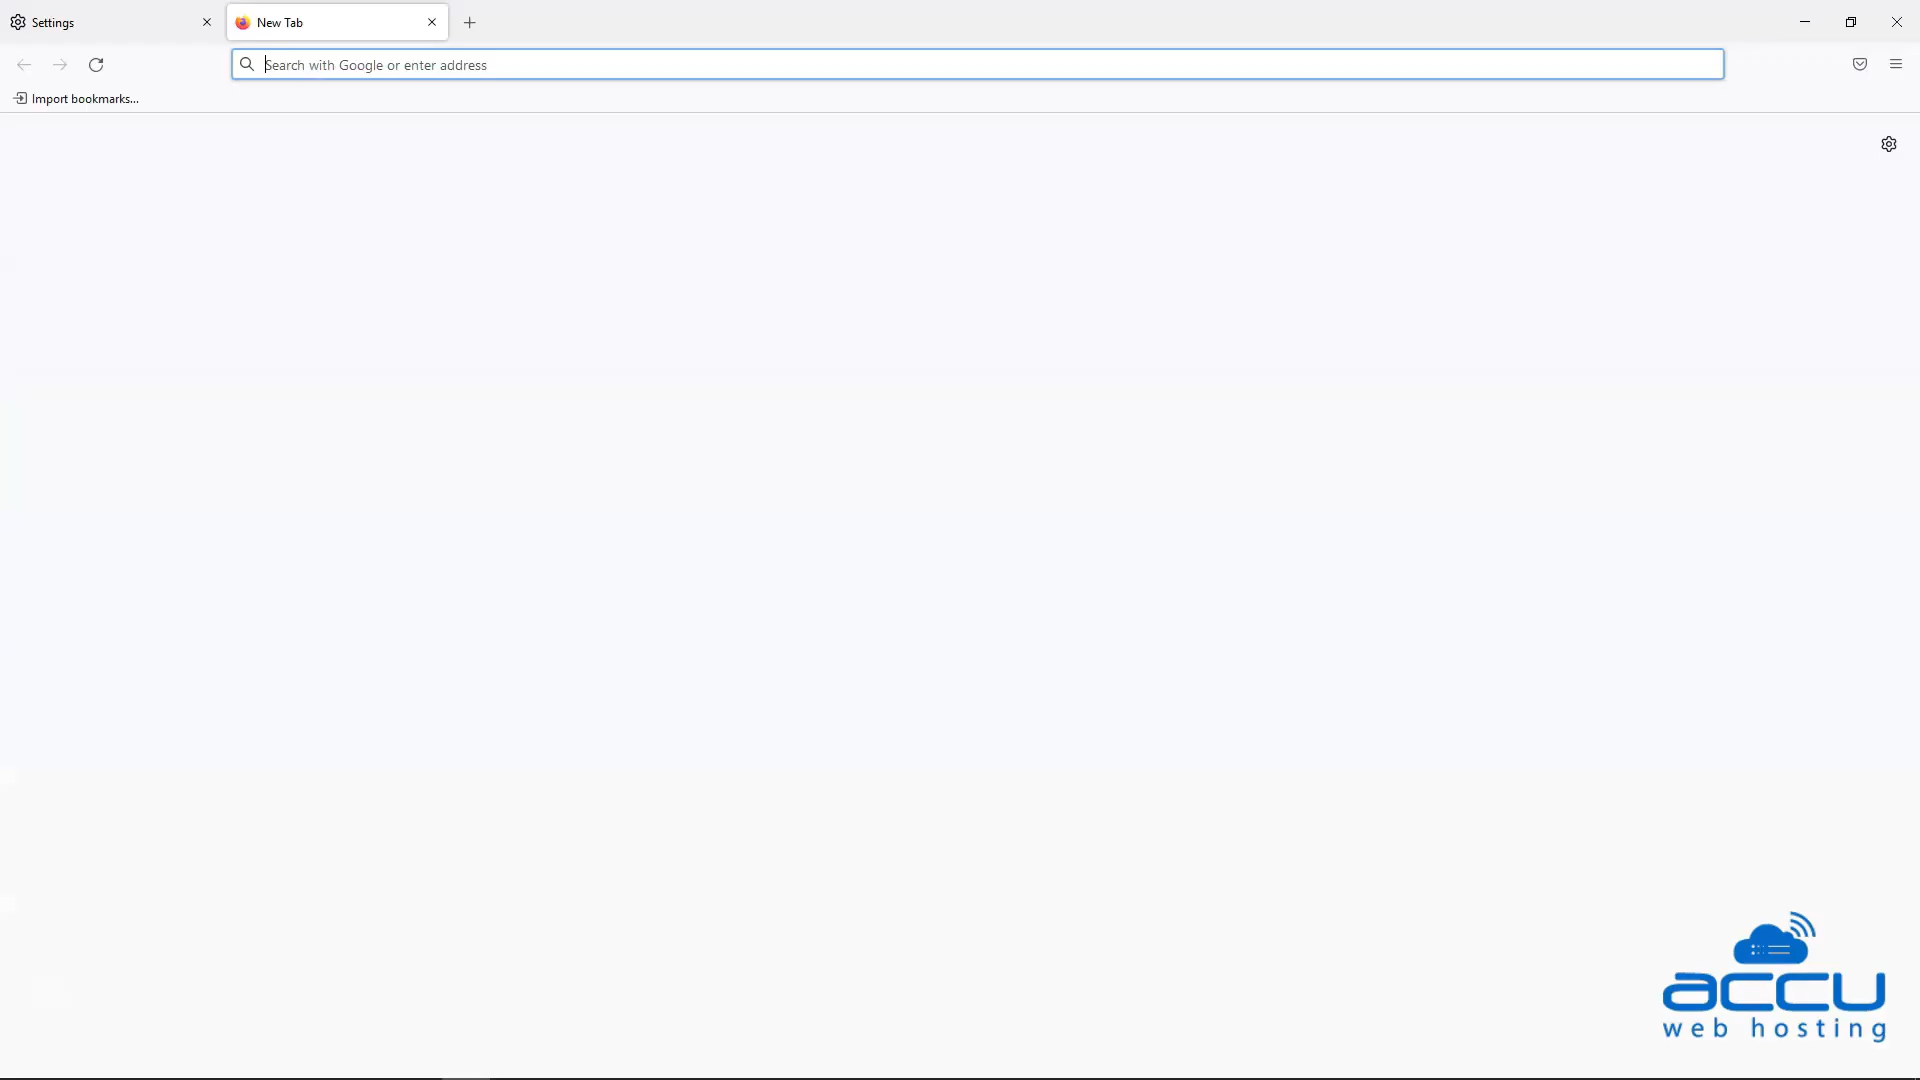 Settings
New Tab
Search with Google or enter address
Import bookmarks...
accu
web hosting